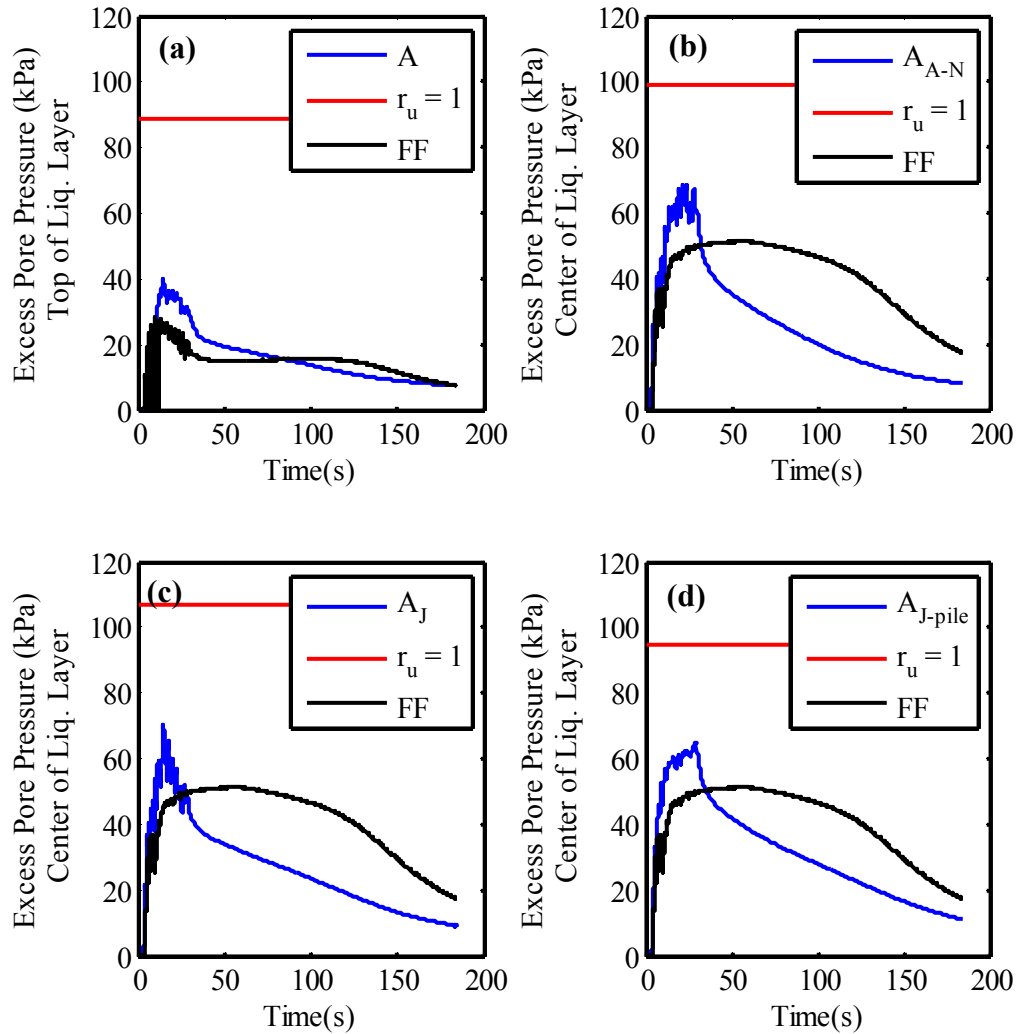 Excess Pore Pressure (kPa)
Top of Liq. Layer
120
100
80
60
40
20
0
(a)
A
r_u = 1
FF
0 50 100 150 200
Time(s)
Excess Pore Pressure (kPa)
Center of Liq. Layer
120
100
80
60
40
20
0
(b)
A_A-N
r_u = 1
FF
0 50 100 150 200
Time(s)
Excess Pore Pressure (kPa)
Center of Liq. Layer
120
100
80
60
40
20
0
(c)
A_J
r_u = 1
FF
0 50 100 150 200
Time(s)
Excess Pore Pressure (kPa)
Center of Liq. Layer
120
100
80
60
40
20
0
(d)
A_J-pile
r_u = 1
FF
0 50 100 150 200
Time(s)